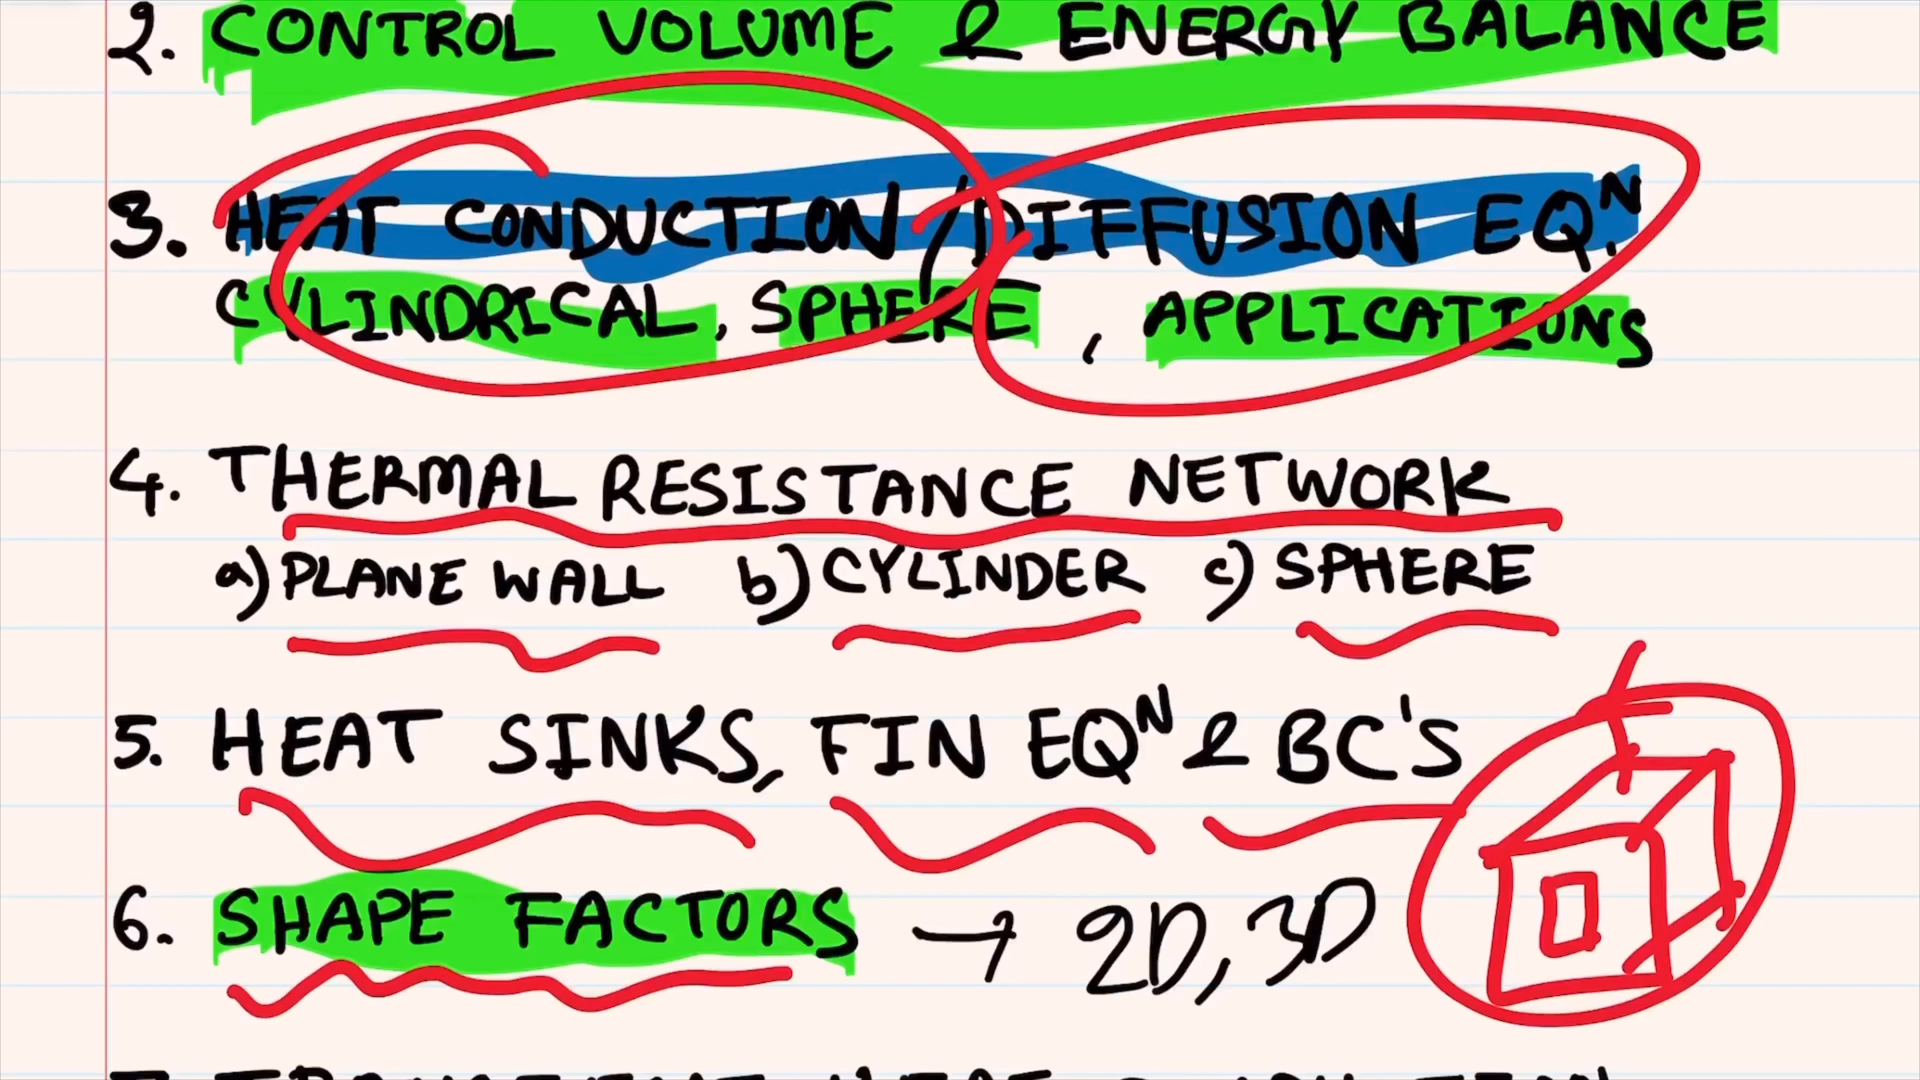 2. CONTROL VOLUME & ENERGY BALANCE
3. HEAT CONDUCTION / DIFFUSION EQN.
CYLINDRICAL, SPHERE, APPLICATIONS
4. THERMAL RESISTANCE NETWORK
a) PLANE WALL b) CYLINDER c) SPHERE
5. HEAT SINKS, FIN EQN & BC'S
6. SHAPE FACTORS → 2D, 3D